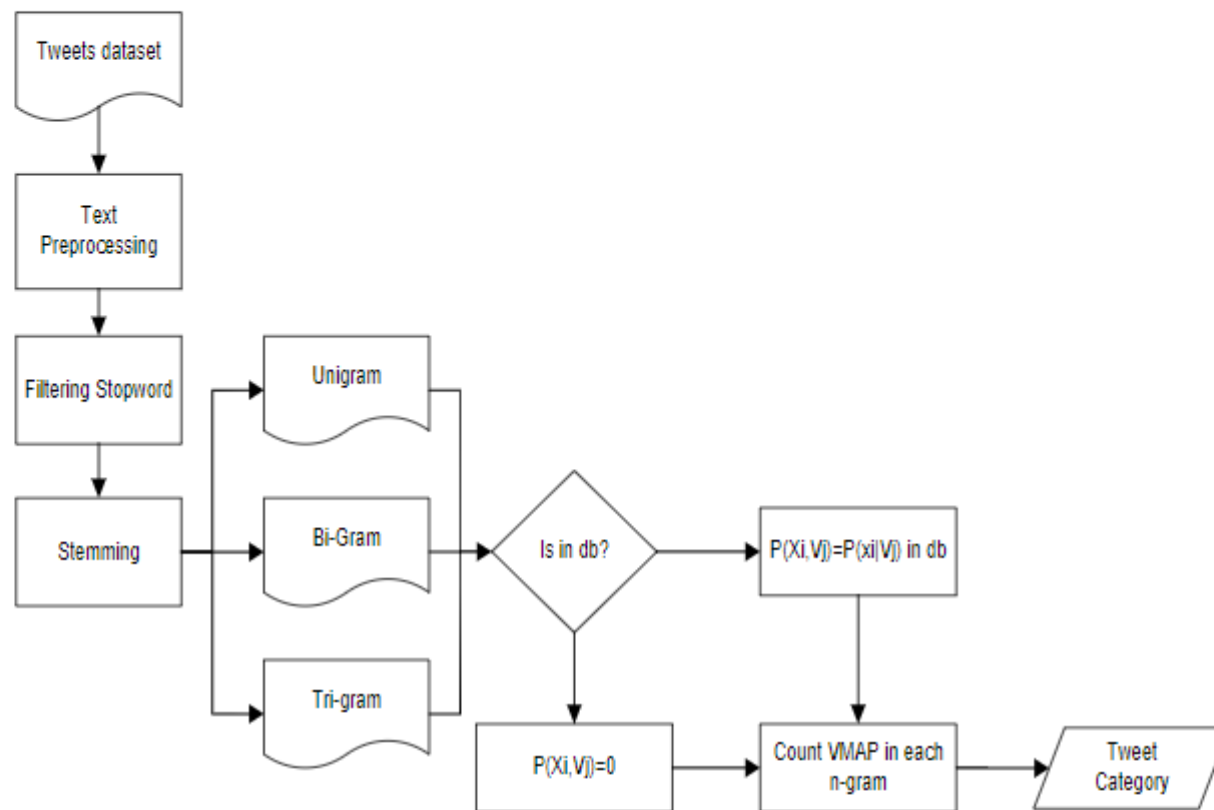 Tweets dataset
Text
Preprocessing
Filtering Stopword
Stemming
Unigram
Bi-Gram
Tri-gram
Is in db?
P(Xi,Vj)=P(xi|Vj) in db
P(Xi,Vj)=0
Count VMAP in each
n-gram
Tweet
Category